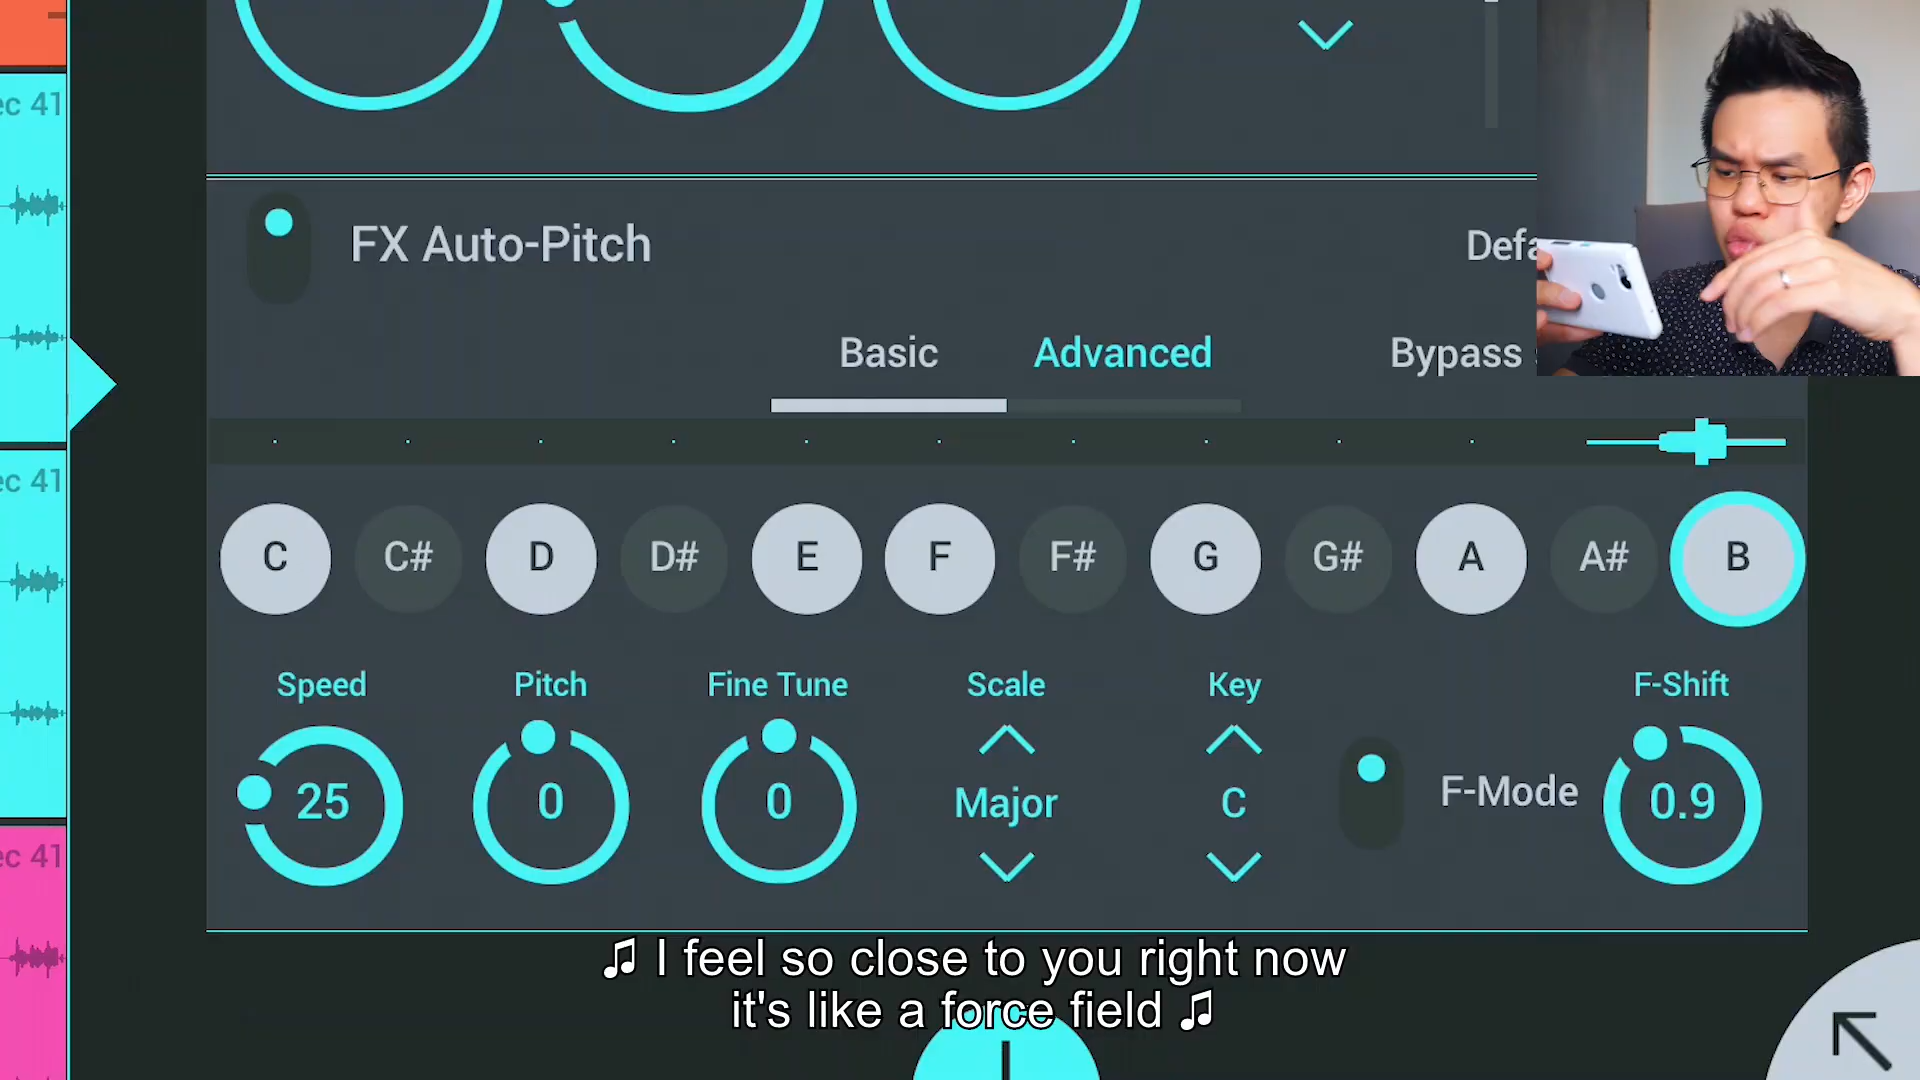 ec 41
FX Auto-Pitch
Defa
Basic
Advanced
Bypass
ec 41
C
C#
D
D#
E
F
F#
G
G#
A
A#
B
Speed
Pitch
Fine Tune
Scale
Key
F-Shift
25
0
0
Major
C
F-Mode
0.9
ec 41
♫ I feel so close to you right now
it's like a force field ♫